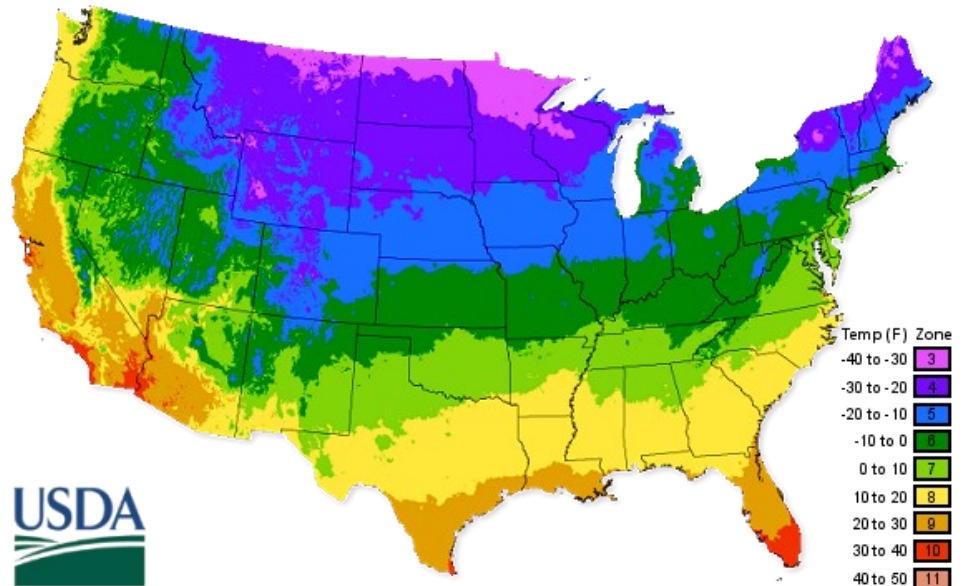 Temp (F) Zone
-40 to -30 3
-30 to -20 4
-20 to -10 5
-10 to 0 6
0 to 10 7
10 to 20 8
20 to 30 9
30 to 40 10
40 to 50 11
USDA